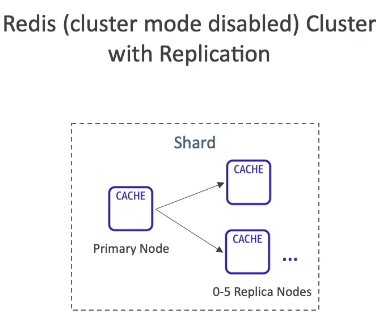 Redis (cluster mode disabled) Cluster
with Replication
Shard
CACHE
CACHE
Primary Node
CACHE
...
0-5 Replica Nodes